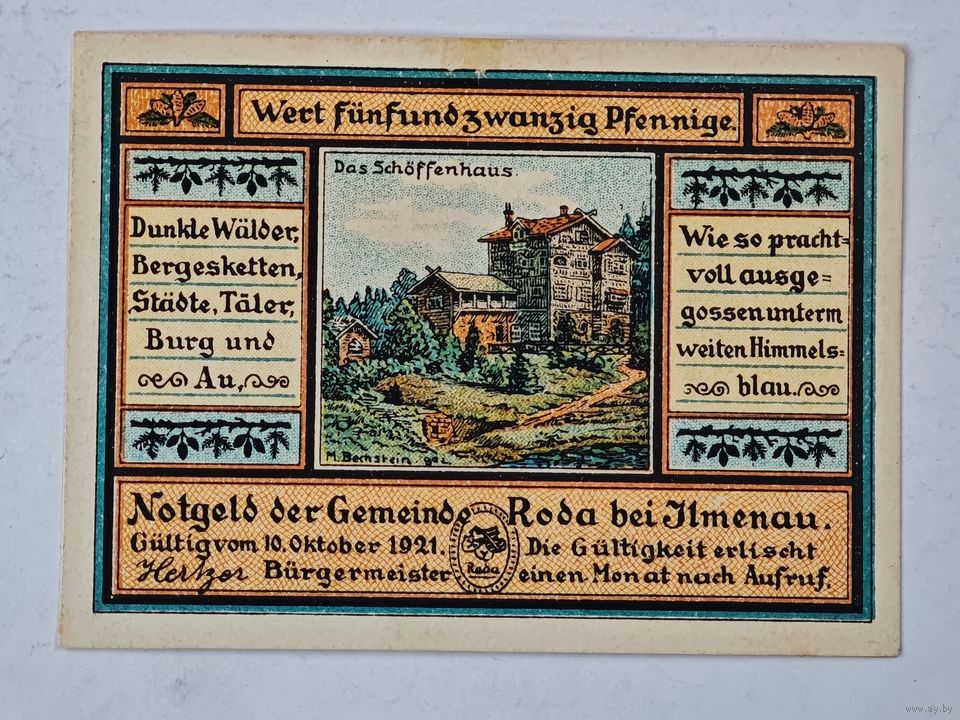 Wert fünfundzwanzig Pfennige.
Das Schöffenhaus.
Dunkle Wälder,
Bergesketten,
Städte, Täler,
Burg und
Au,
Wie so pracht=
voll ausge=
gossen unterm
weiten Himmels=
blau.
M. Bechstein gez.
Notgeld der Gemeinde Roda bei Ilmenau.
Gültig vom 10. Oktober 1921. Die Gültigkeit erlischt
Hertzer Bürgermeister einen Monat nach Aufruf.
Roda
www.ay.by